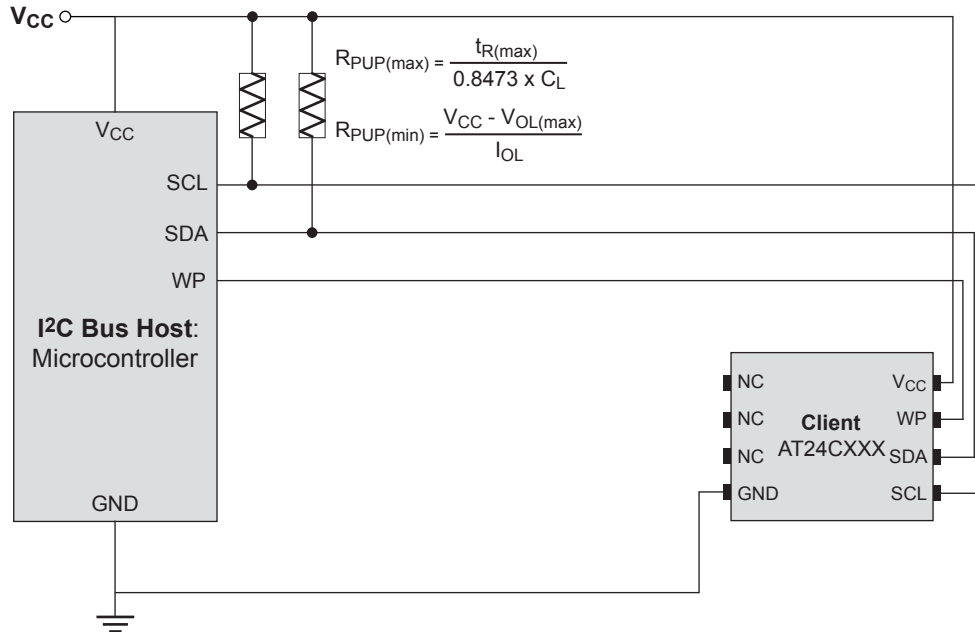 VCC
RPUP(max) = tR(max)
0.8473 x CL
RPUP(min) = VCC - VOL(max)
IOL
VCC
SCL
SDA
WP
I²C Bus Host:
Microcontroller
GND
NC
NC
NC
GND
Client
AT24CXXX
VCC
WP
SDA
SCL